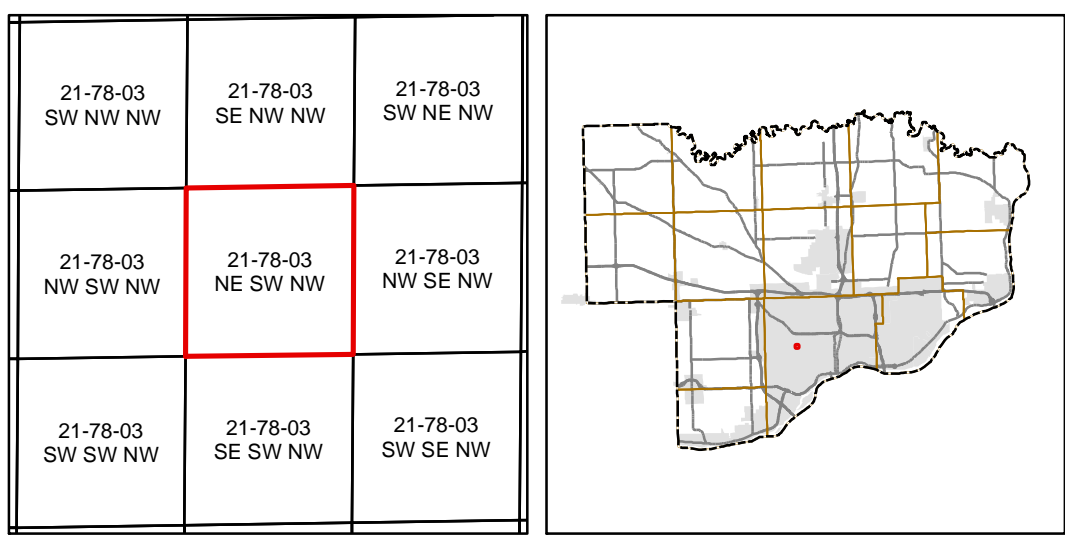 21-78-03
SW NW NW
21-78-03
SE NW NW
21-78-03
SW NE NW
21-78-03
NW SW NW
21-78-03
NE SW NW
21-78-03
NW SE NW
21-78-03
SW SW NW
21-78-03
SE SW NW
21-78-03
SW SE NW